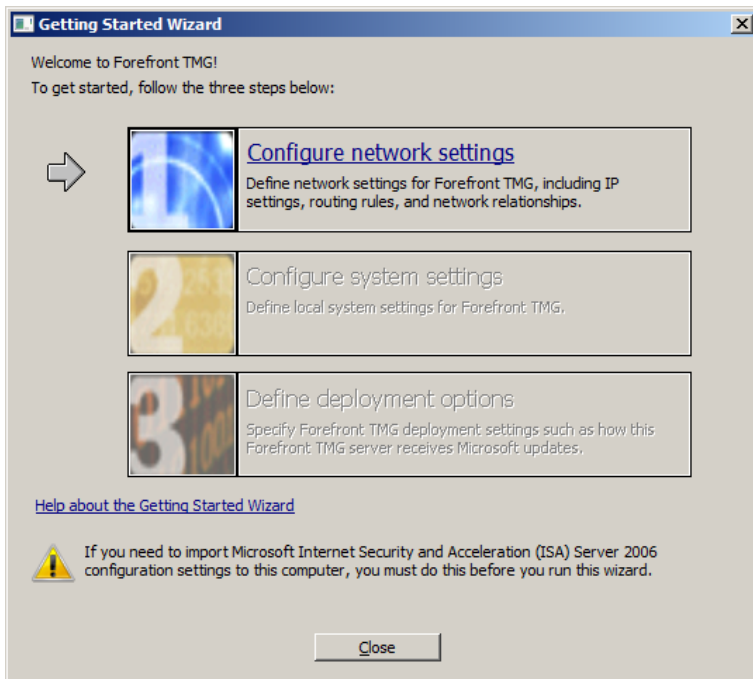 Getting Started Wizard
Welcome to Forefront TMG!
To get started, follow the three steps below:
1
Configure network settings
Define network settings for Forefront TMG, including IP
settings, routing rules, and network relationships.
2
Configure system settings
Define local system settings for Forefront TMG.
3
Define deployment options
Specify Forefront TMG deployment settings such as how this
Forefront TMG server receives Microsoft updates.
Help about the Getting Started Wizard
If you need to import Microsoft Internet Security and Acceleration (ISA) Server 2006
configuration settings to this computer, you must do this before you run this wizard.
Close